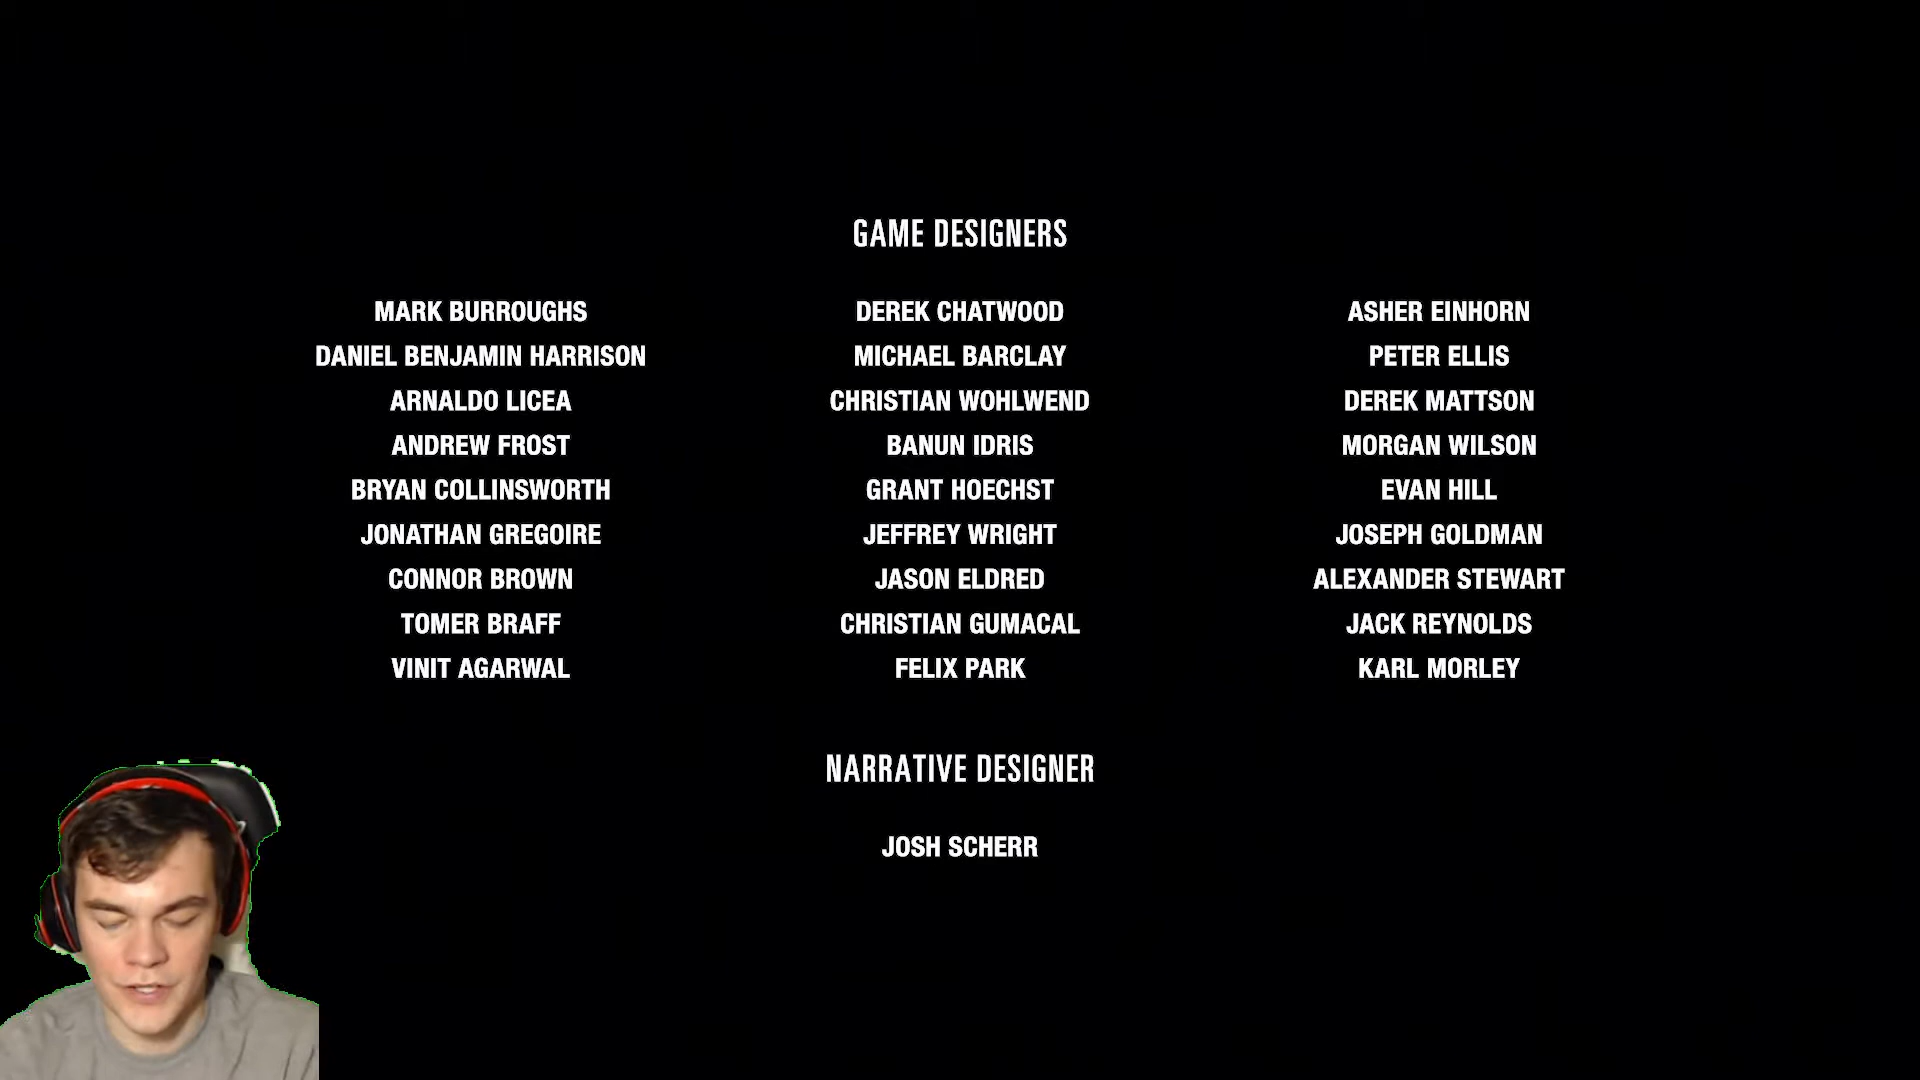 GAME DESIGNERS
MARK BURROUGHS DEREK CHATWOOD ASHER EINHORN
DANIEL BENJAMIN HARRISON MICHAEL BARCLAY PETER ELLIS
ARNALDO LICEA CHRISTIAN WOHLWEND DEREK MATTSON
ANDREW FROST BANUN IDRIS MORGAN WILSON
BRYAN COLLINSWORTH GRANT HOECHST EVAN HILL
JONATHAN GREGOIRE JEFFREY WRIGHT JOSEPH GOLDMAN
CONNOR BROWN JASON ELDRED ALEXANDER STEWART
TOMER BRAFF CHRISTIAN GUMACAL JACK REYNOLDS
VINIT AGARWAL FELIX PARK KARL MORLEY
NARRATIVE DESIGNER
JOSH SCHERR